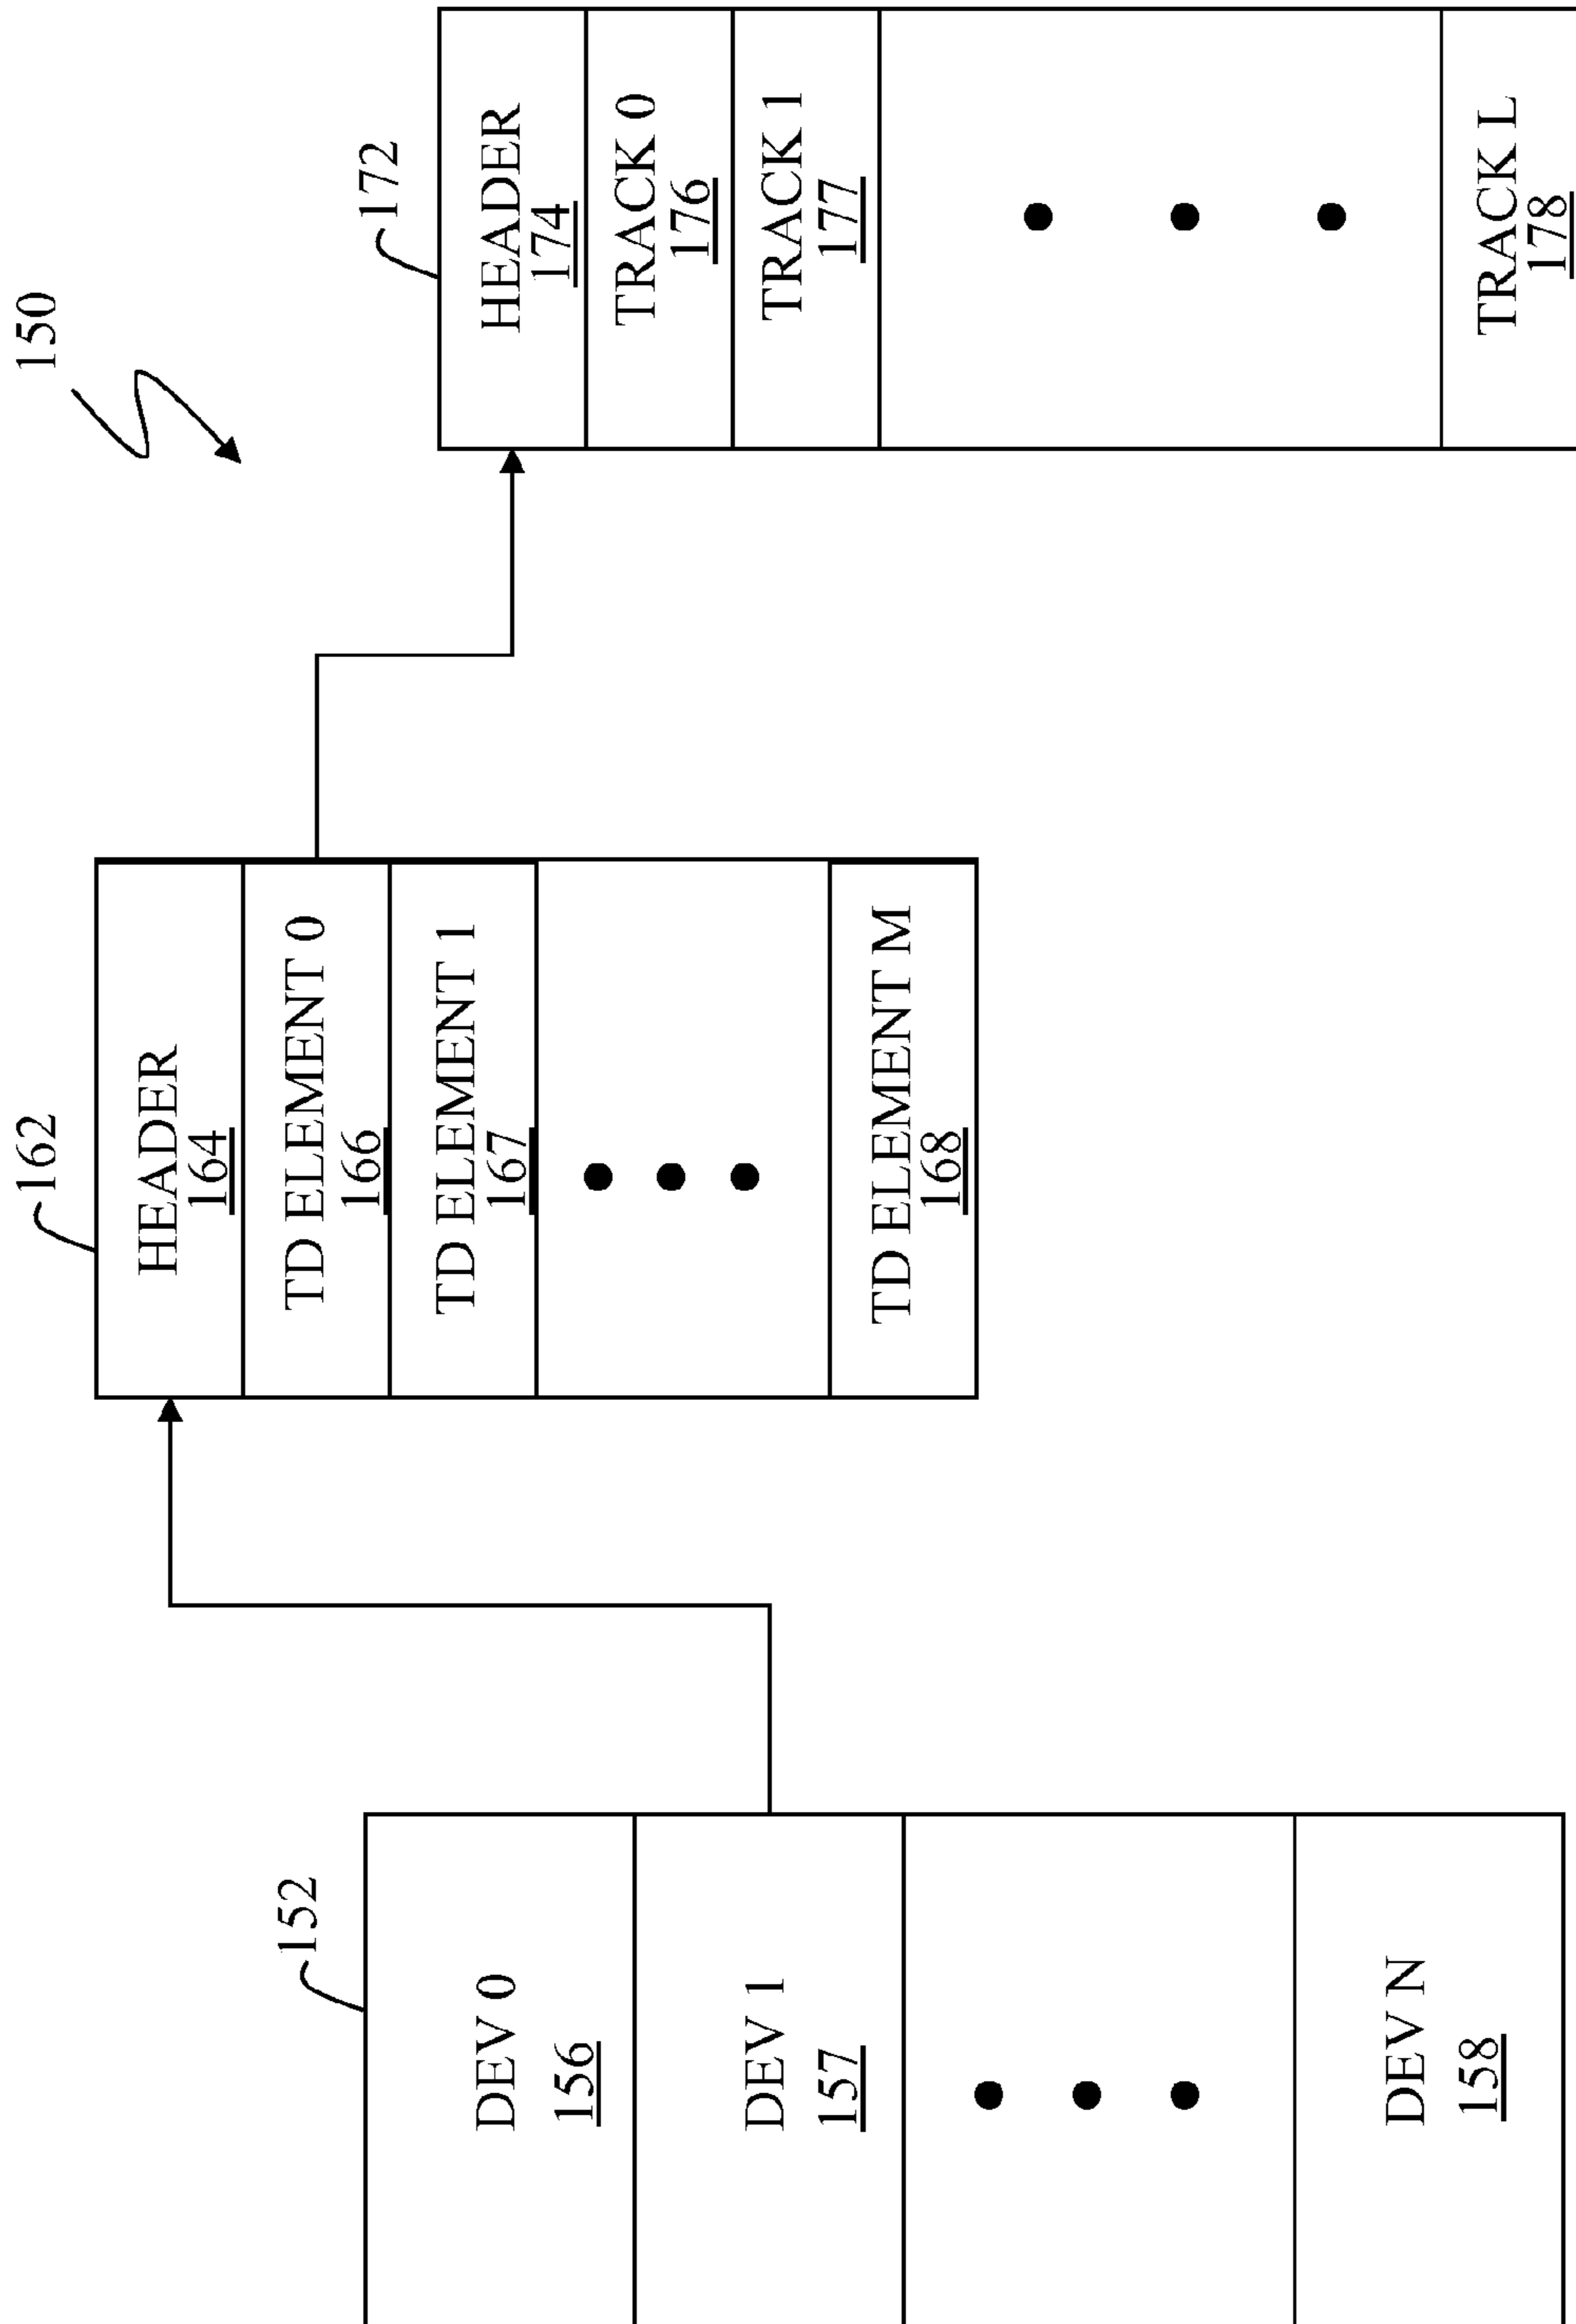 150
152
DEV 0
156
DEV 1
157
DEV N
158
162
HEADER
164
TD ELEMENT 0
166
TD ELEMENT 1
167
TD ELEMENT M
168
172
HEADER
174
TRACK 0
176
TRACK 1
177
TRACK L
178